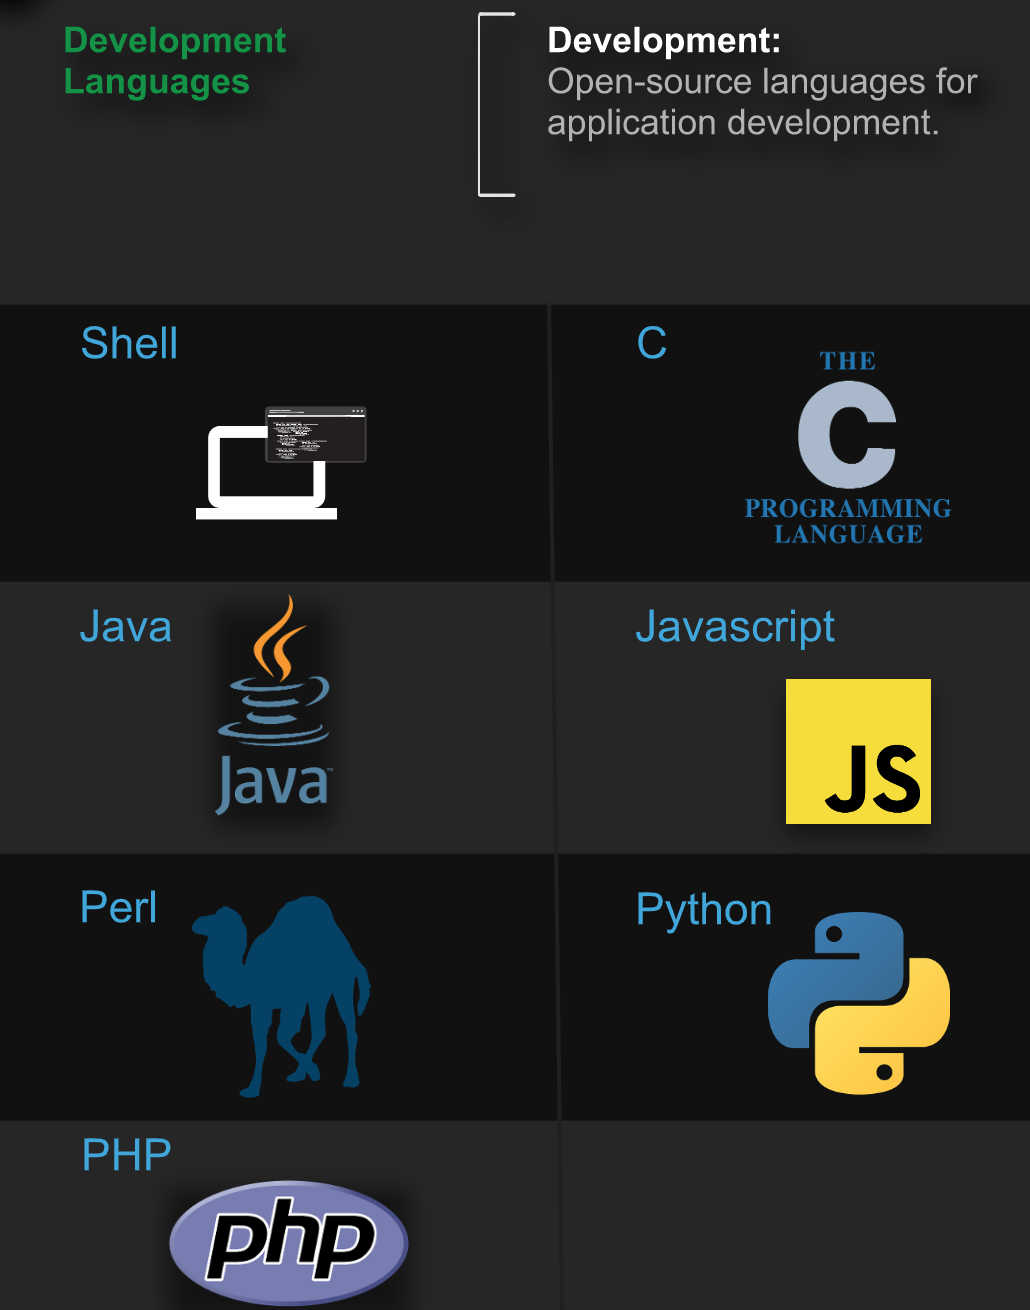 Development
Languages
Development:
Open-source languages for
application development.
Shell
C
THE
C
PROGRAMMING
LANGUAGE
Java
Java™
Javascript
JS
Perl
Python
PHP
php